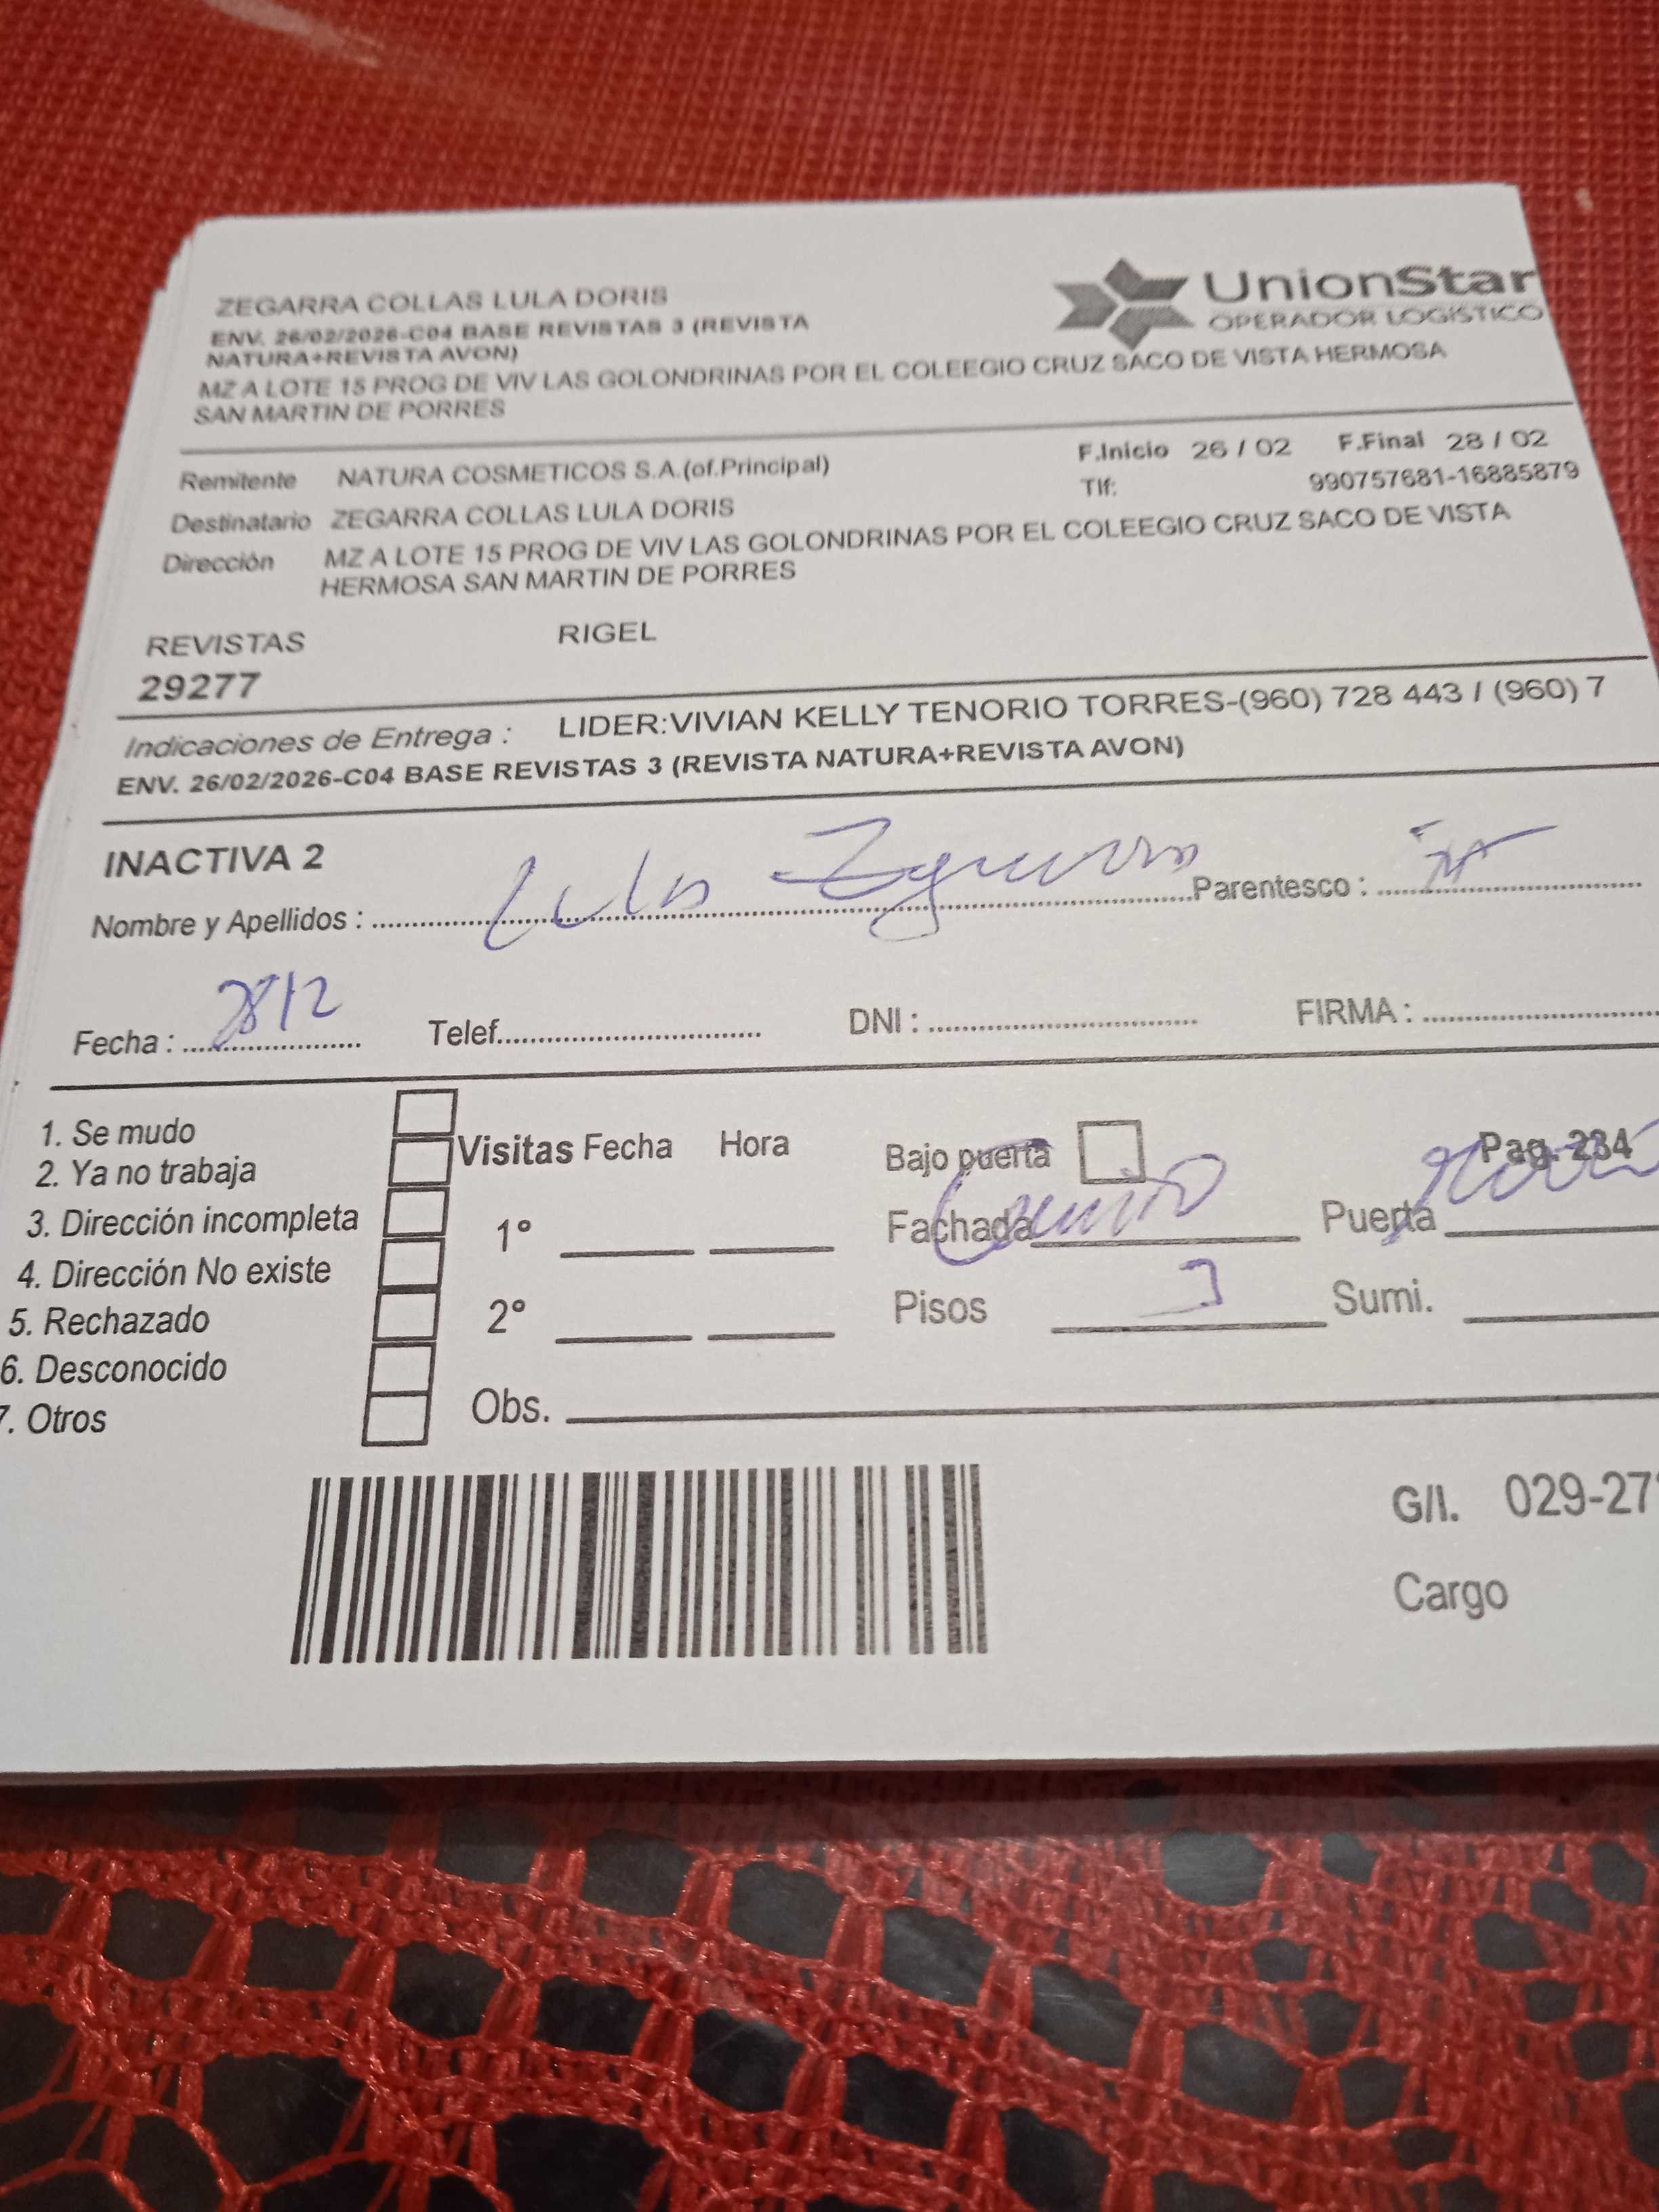 ZEGARRA COLLAS LULA DORIS
ENV. 26/02/2026-C04 BASE REVISTAS 3 (REVISTA
NATURA+REVISTA AVON)
MZ A LOTE 15 PROG DE VIV LAS GOLONDRINAS POR EL COLEEGIO CRUZ SACO DE VISTA HERMOSA
SAN MARTIN DE PORRES
UnionStar
OPERADOR LOGÍSTICO
Remitente NATURA COSMETICOS S.A.(of.Principal)
F.Inicio 26 / 02 F.Final 28 / 02
Tlf: 990757681-16885879
Destinatario ZEGARRA COLLAS LULA DORIS
Dirección MZ A LOTE 15 PROG DE VIV LAS GOLONDRINAS POR EL COLEEGIO CRUZ SACO DE VISTA
HERMOSA SAN MARTIN DE PORRES
REVISTAS RIGEL
29277
Indicaciones de Entrega : LIDER:VIVIAN KELLY TENORIO TORRES-(960) 728 443 / (960) 7
ENV. 26/02/2026-C04 BASE REVISTAS 3 (REVISTA NATURA+REVISTA AVON)
INACTIVA 2
Nombre y Apellidos : Lula Zegarra Parentesco :
Fecha : 28/2 Telef. DNI : FIRMA :
1. Se mudo
2. Ya no trabaja
3. Dirección incompleta
4. Dirección No existe
5. Rechazado
6. Desconocido
7. Otros
Visitas Fecha Hora
1°
2°
Obs.
Bajo puerta Pag. 234
Fachada Puerta
Pisos 3 Sumi.
G/I. 029-27
Cargo